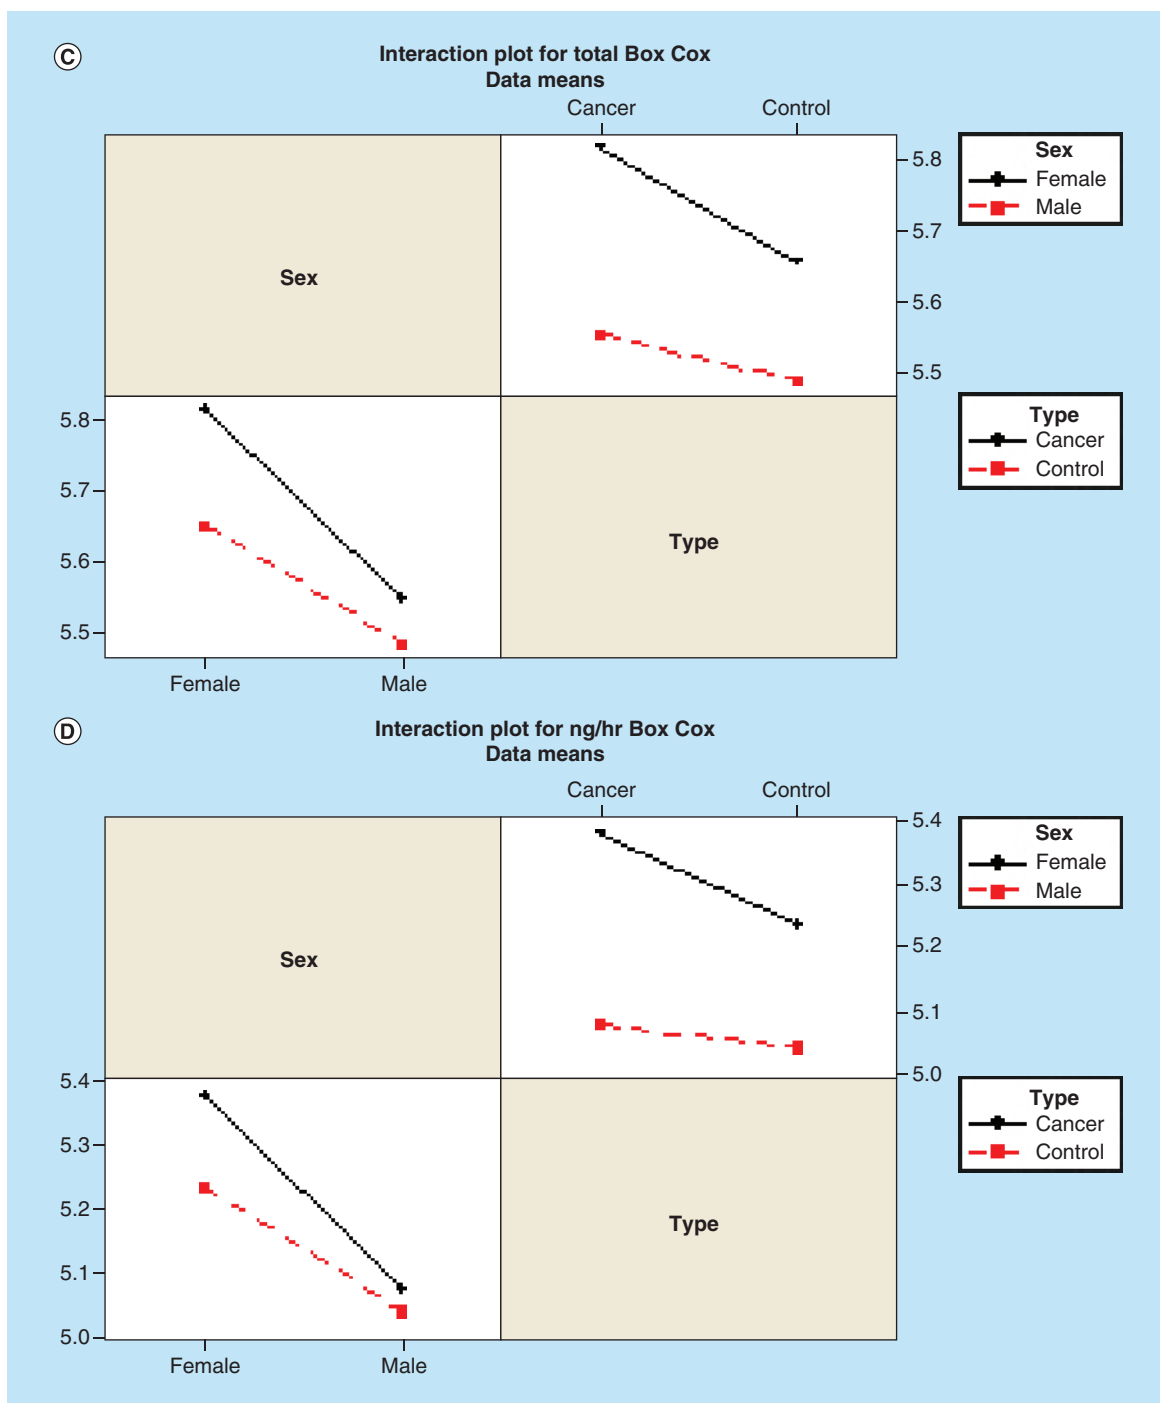 C
Interaction plot for total Box Cox
Data means
Cancer Control
Sex
5.8
5.7
5.6
5.5
Sex
Female
Male
5.8
5.7
5.6
5.5
Type
Type
Cancer
Control
Female Male
D
Interaction plot for ng/hr Box Cox
Data means
Cancer Control
Sex
5.4
5.3
5.2
5.1
5.0
Sex
Female
Male
5.4
5.3
5.2
5.1
5.0
Type
Type
Cancer
Control
Female Male